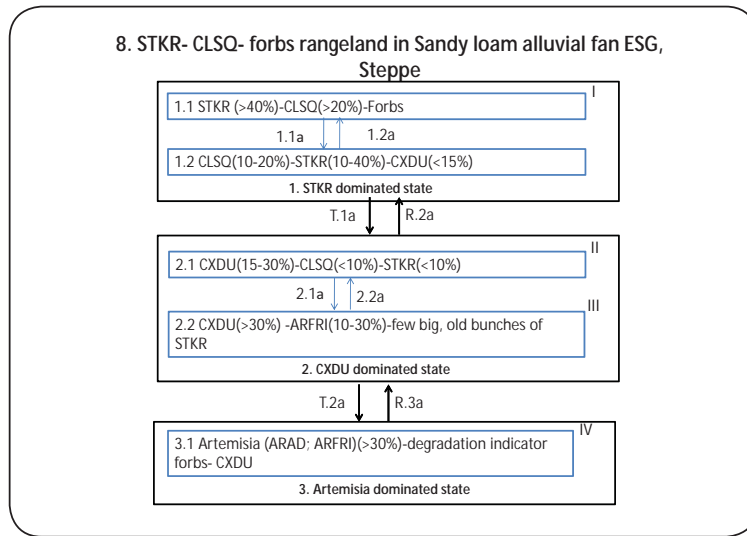 8. STKR- CLSQ- forbs rangeland in Sandy loam alluvial fan ESG,
Steppe
I
1.1 STKR (>40%)-CLSQ(>20%)-Forbs
1.1a
1.2a
1.2 CLSQ(10-20%)-STKR(10-40%)-CXDU(<15%)
1. STKR dominated state
T.1a
R.2a
II
2.1 CXDU(15-30%)-CLSQ(<10%)-STKR(<10%)
2.1a
2.2a
III
2.2 CXDU(>30%) -ARFRI(10-30%)-few big, old bunches of
STKR
2. CXDU dominated state
T.2a
R.3a
IV
3.1 Artemisia (ARAD; ARFRI)(>30%)-degradation indicator
forbs- CXDU
3. Artemisia dominated state